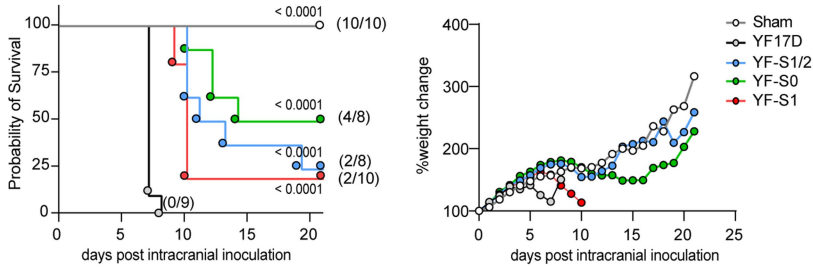 < 0.0001
(10/10)
< 0.0001
(4/8)
< 0.0001
(2/8)
(2/10)
< 0.0001
(0/9)
Probability of Survival
100
75
50
25
0
0 5 10 15 20
days post intracranial inoculation
%weight change
400
300
200
100
0 5 10 15 20 25
days post intracranial inoculation
Sham
YF17D
YF-S1/2
YF-S0
YF-S1